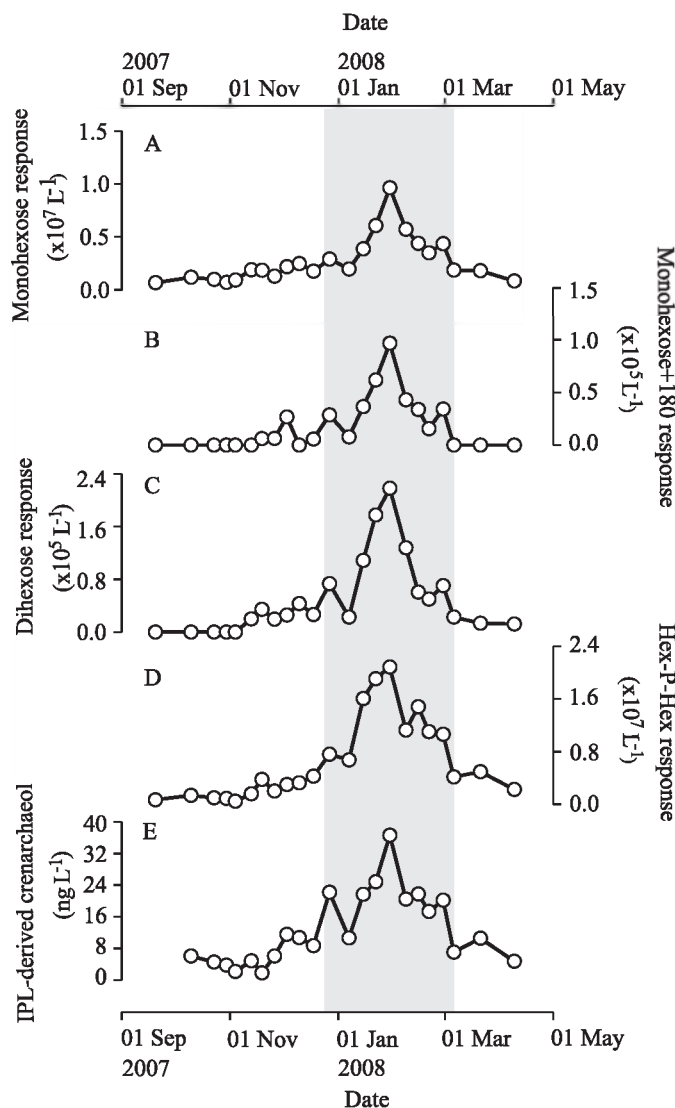 Date
2007 2008
01 Sep 01 Nov 01 Jan 01 Mar 01 May
A
Monohexose response
(x10⁷ L⁻¹)
1.5
1.0
0.5
0.0
B
Monohexose+180 response
(x10⁵ L⁻¹)
1.5
1.0
0.5
0.0
C
Dihexose response
(x10⁵ L⁻¹)
2.4
1.6
0.8
0.0
D
Hex-P-Hex response
(x10⁷ L⁻¹)
2.4
1.6
0.8
0.0
E
IPL-derived crenarchaeol
(ng L⁻¹)
40
32
24
16
8
0
01 Sep 01 Nov 01 Jan 01 Mar 01 May
2007 2008
Date